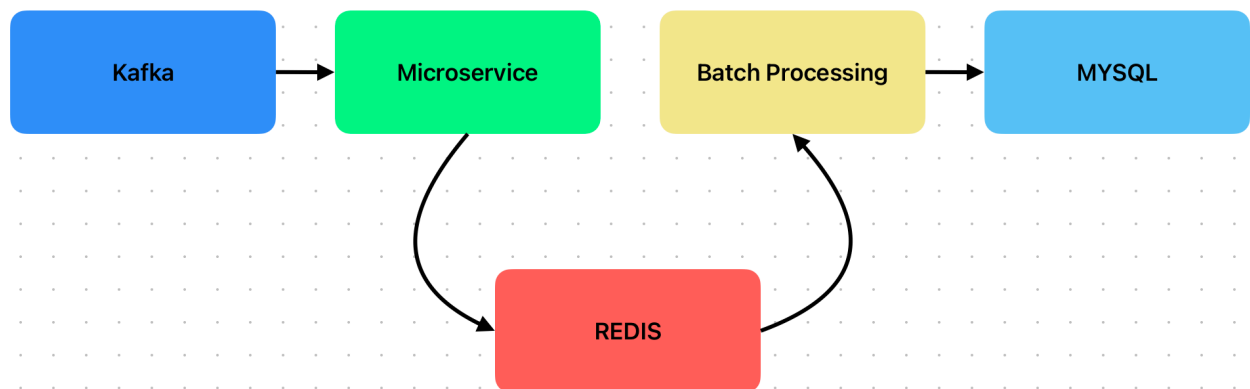 Kafka
Microservice
Batch Processing
MYSQL
REDIS